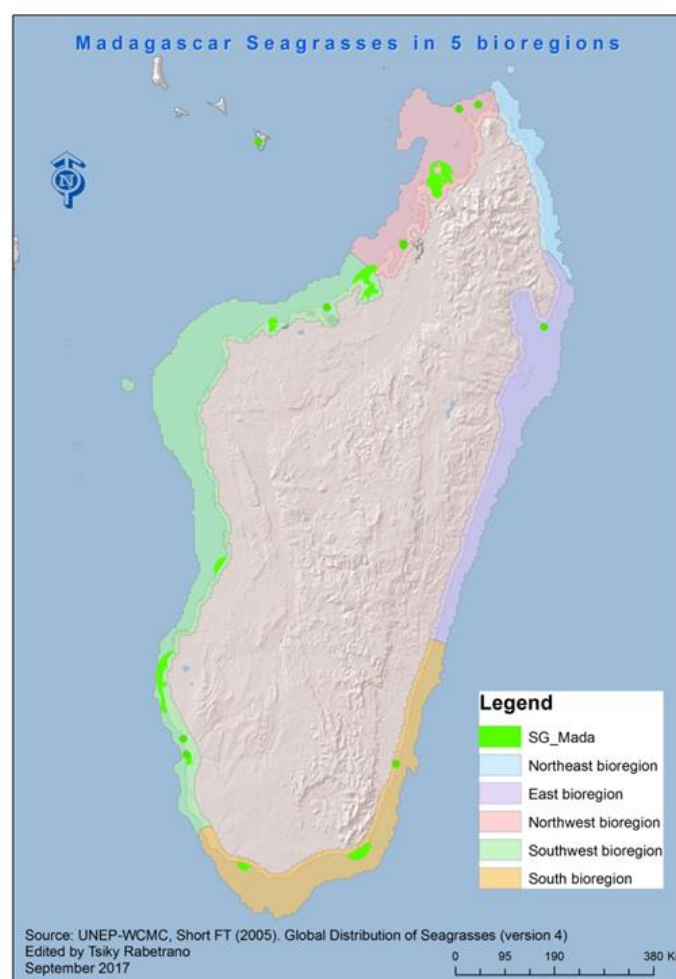 Madagascar Seagrasses in 5 bioregions
N
Legend
SG_Mada
Northeast bioregion
East bioregion
Northwest bioregion
Southwest bioregion
South bioregion
Source: UNEP-WCMC, Short FT (2005). Global Distribution of Seagrasses (version 4)
Edited by Tsiky Rabetrano
September 2017
0 95 190 380 K